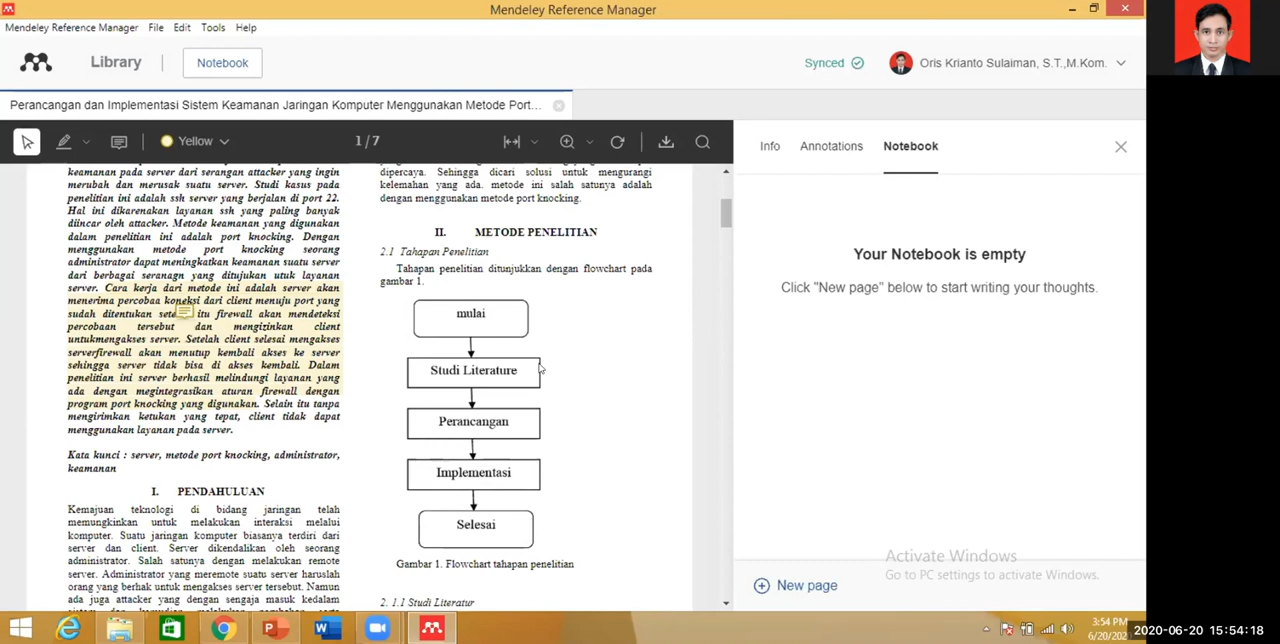 Mendeley Reference Manager
Mendeley Reference Manager File Edit Tools Help
Library
Notebook
Synced
Oris Krianto Sulaiman, S.T.,M.Kom.
Perancangan dan Implementasi Sistem Keamanan Jaringan Komputer Menggunakan Metode Port...
Yellow
1 / 7
keamanan pada server dari serangan attacker yang ingin
merubah dan merusak suatu server. Studi kasus pada
penelitian ini adalah ssh server yang berjalan di port 22.
Hal ini dikarenakan layanan ssh yang paling banyak
diincar oleh attacker. Metode keamanan yang digunakan
dalam penelitian ini adalah port knocking. Dengan
menggunakan metode port knocking seorang
administrator dapat meningkatkan keamanan suatu server
dari berbagai seranagn yang ditujukan utuk layanan
server. Cara kerja dari metode ini adalah server akan
menerima percobaa koneksi dari client menuju port yang
sudah ditentukan itu firewall akan mendeteksi
percobaan tersebut dan mengizinkan client
untukmengakses server. Setelah client selesai mengakses
serverfirewall akan menutup kembali akses ke server
sehingga server tidak bisa di akses kembali. Dalam
penelitian ini server berhasil melindungi layanan yang
ada dengan megintegrasikan aturan firewall dengan
program port knocking yang digunakan. Selain itu tanpa
mengirimkan ketukan yang tepat, client tidak dapat
menggunakan layanan pada server.
Kata kunci : server, metode port knocking, administrator,
keamanan
I. PENDAHULUAN
Kemajuan teknologi di bidang jaringan telah
memungkinkan untuk melakukan interaksi melalui
komputer. Suatu jaringan komputer biasanya terdiri dari
server dan client. Server dikendalikan oleh seorang
administrator. Salah satunya dengan melakukan remote
server. Administrator yang meremote suatu server haruslah
orang yang berhak untuk mengakses server tersebut. Namun
ada juga attacker yang dengan sengaja masuk kedalam
dipercaya. Sehingga dicari solusi untuk mengurangi
kelemahan yang ada. metode ini salah satunya adalah
dengan menggunakan metode port knocking.
II. METODE PENELITIAN
2.1 Tahapan Penelitian
Tahapan penelitian ditunjukkan dengan flowchart pada
gambar 1.
mulai
Studi Literature
Perancangan
Implementasi
Selesai
Gambar 1. Flowchart tahapan penelitian
2. 1.1 Studi Literatur
Info Annotations Notebook
Your Notebook is empty
Click "New page" below to start writing your thoughts.
New page
Activate Windows
Go to PC settings to activate Windows.
3:54 PM
2020-06-20 15:54:18